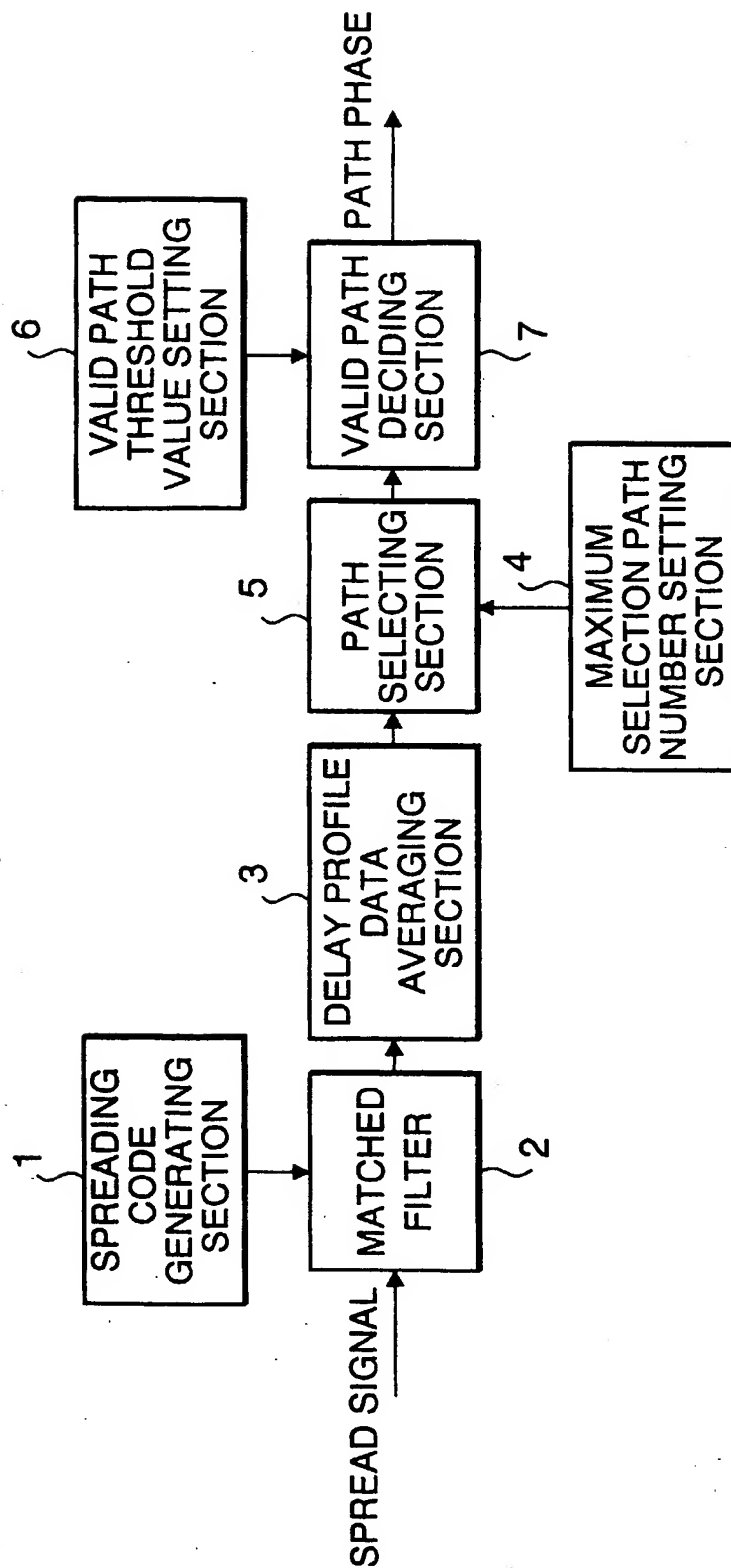 1
SPREADING
CODE
GENERATING
SECTION
6
VALID PATH
THRESHOLD
VALUE SETTING
SECTION
SPREAD SIGNAL
MATCHED
FILTER
2
3
DELAY PROFILE
DATA
AVERAGING
SECTION
5
PATH
SELECTING
SECTION
VALID PATH
DECIDING
SECTION
7
PATH PHASE
4
MAXIMUM
SELECTION PATH
NUMBER SETTING
SECTION